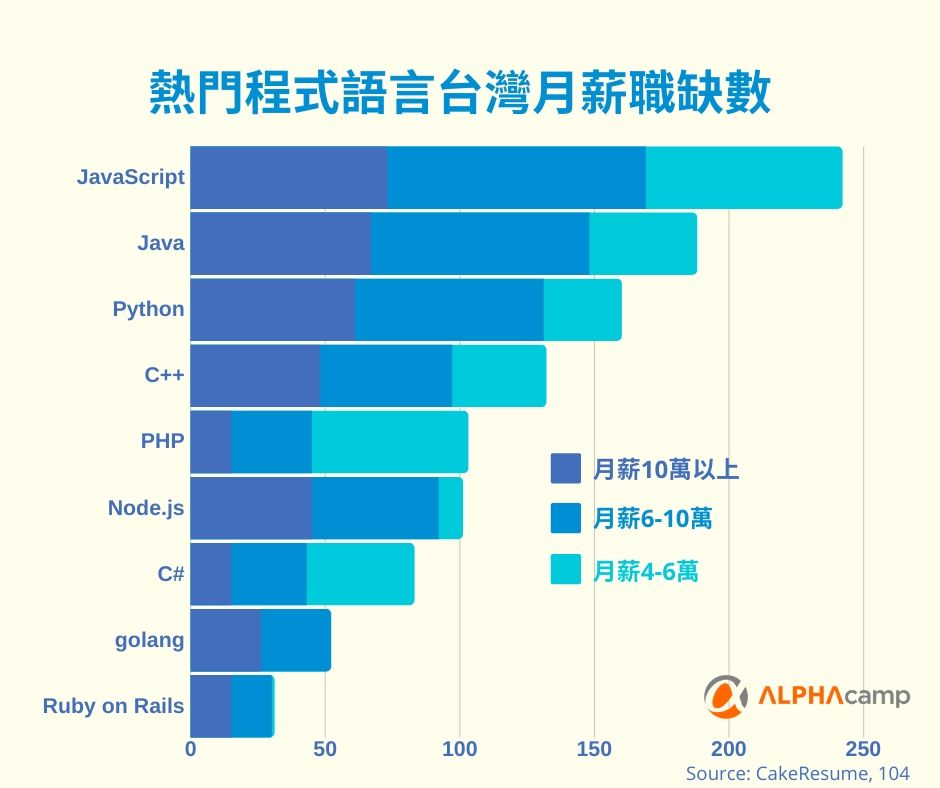 熱門程式語言台灣月薪職缺數
JavaScript
Java
Python
C++
PHP
Node.js
C#
golang
Ruby on Rails
月薪10萬以上
月薪6-10萬
月薪4-6萬
ALPHAcamp
0 50 100 150 200 250
Source: CakeResume, 104